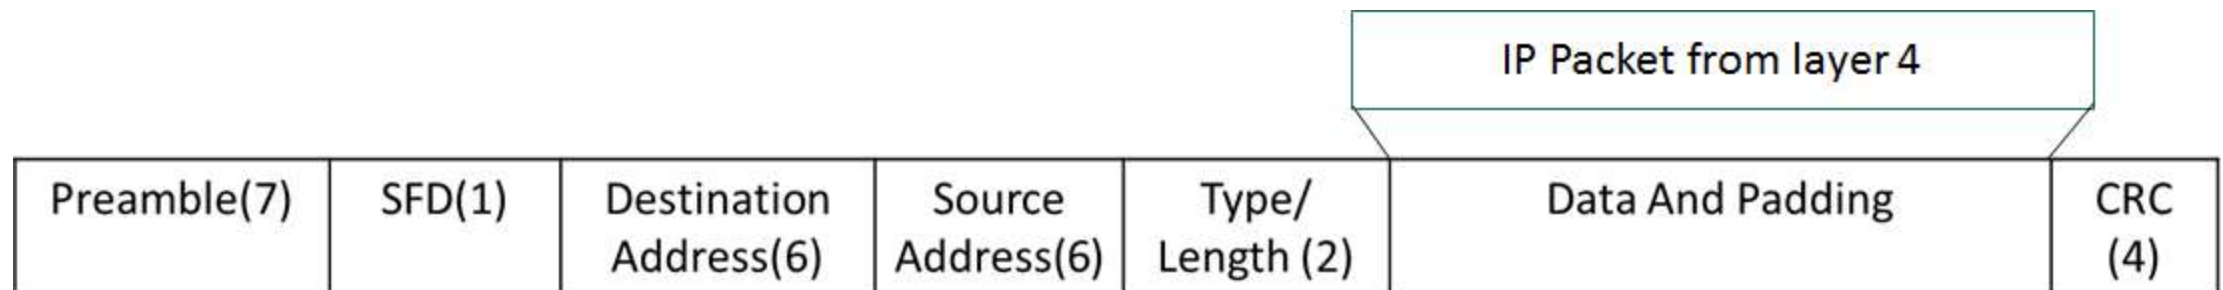 IP Packet from layer 4
Preamble(7)
SFD(1)
Destination
Address(6)
Source
Address(6)
Type/
Length (2)
Data And Padding
CRC
(4)